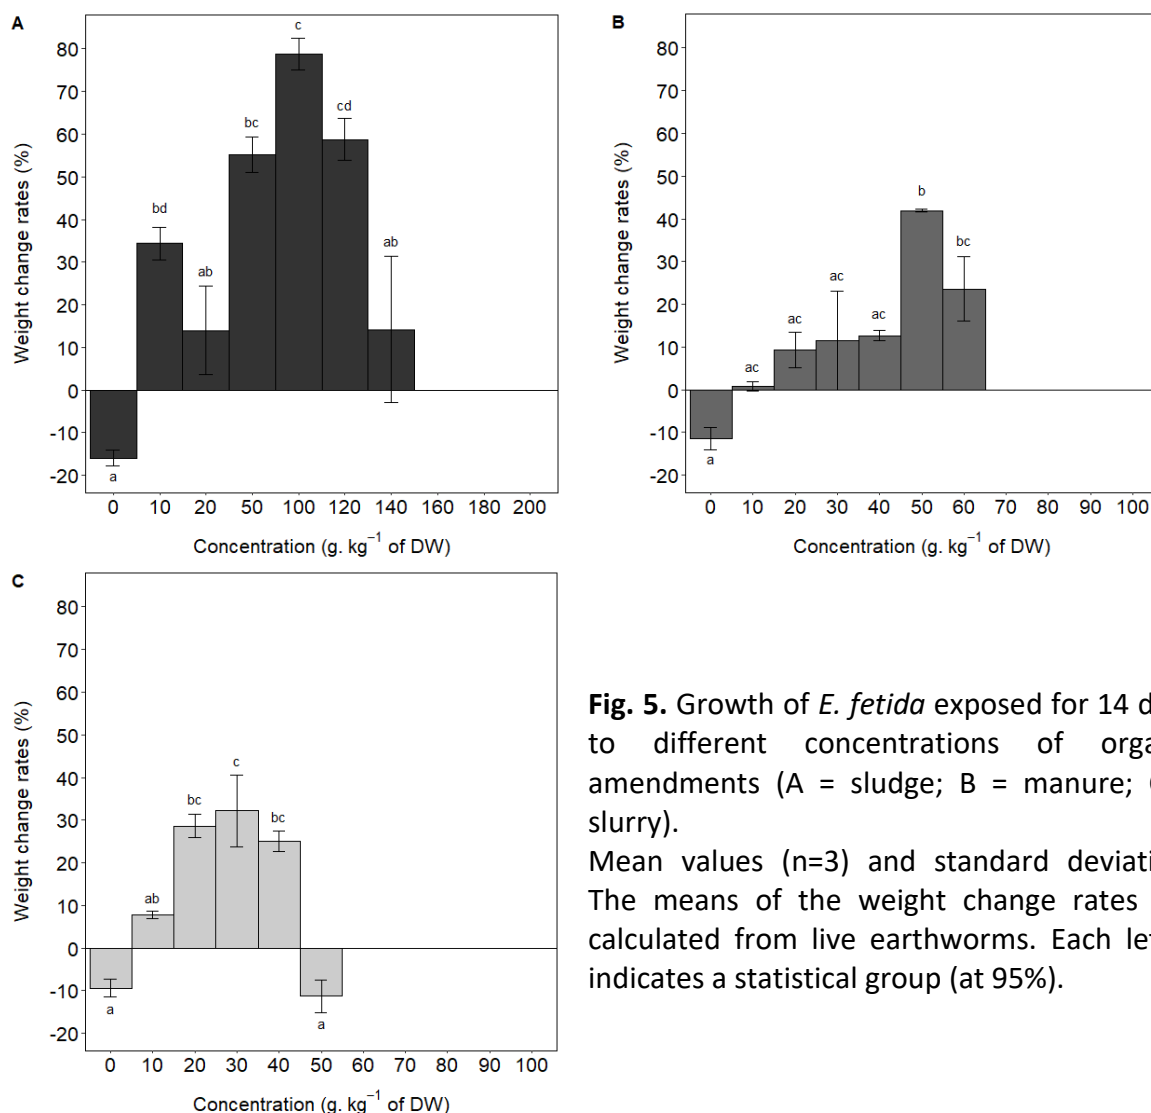 A
B
80
70
60
50
40
30
20
10
0
-10
-20
Weight change rates (%)
a
bd
ab
bc
c
cd
ab
0 10 20 50 100 120 140 160 180 200
Concentration (g. kg⁻¹ of DW)
80
70
60
50
40
30
20
10
0
-10
-20
Weight change rates (%)
a
ac
ac
ac
ac
b
bc
0 10 20 30 40 50 60 70 80 90 100
Concentration (g. kg⁻¹ of DW)
C
80
70
60
50
40
30
20
10
0
-10
-20
Weight change rates (%)
a
ab
bc
c
bc
a
0 10 20 30 40 50 60 70 80 90 100
Concentration (g. kg⁻¹ of DW)
Fig. 5. Growth of E. fetida exposed for 14 d
to different concentrations of orga
amendments (A = sludge; B = manure;
slurry).
Mean values (n=3) and standard deviati
The means of the weight change rates
calculated from live earthworms. Each let
indicates a statistical group (at 95%).